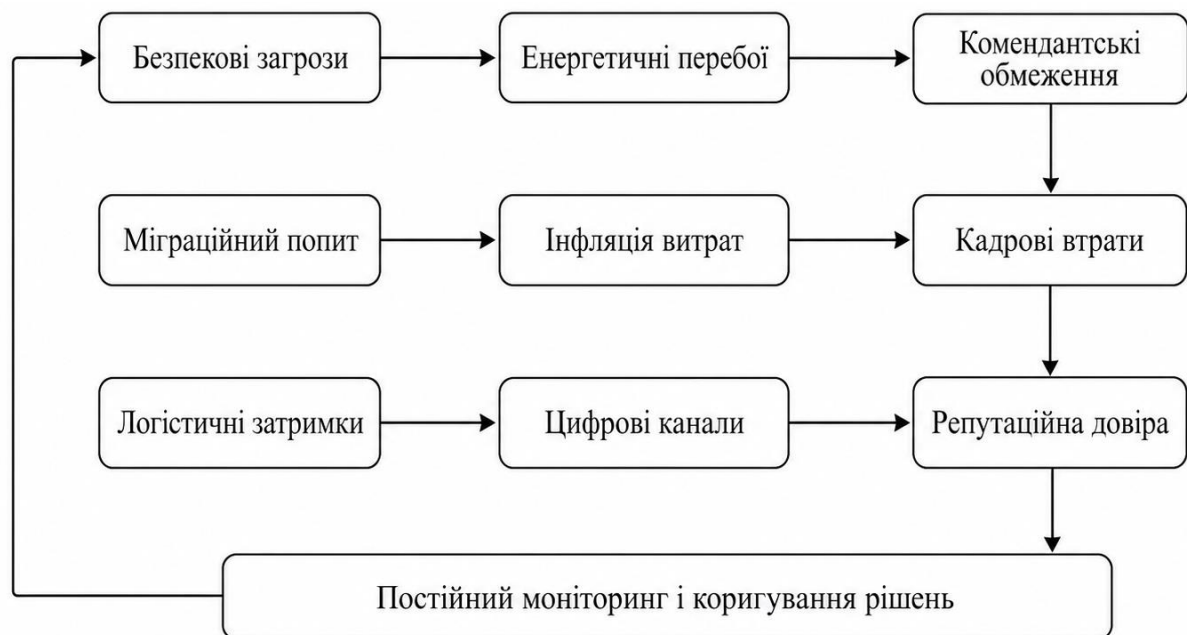 Безпекові загрози
Енергетичні перебої
Комендантські
обмеження
Міграційний попит
Інфляція витрат
Кадрові втрати
Логістичні затримки
Цифрові канали
Репутаційна довіра
Постійний моніторинг і коригування рішень